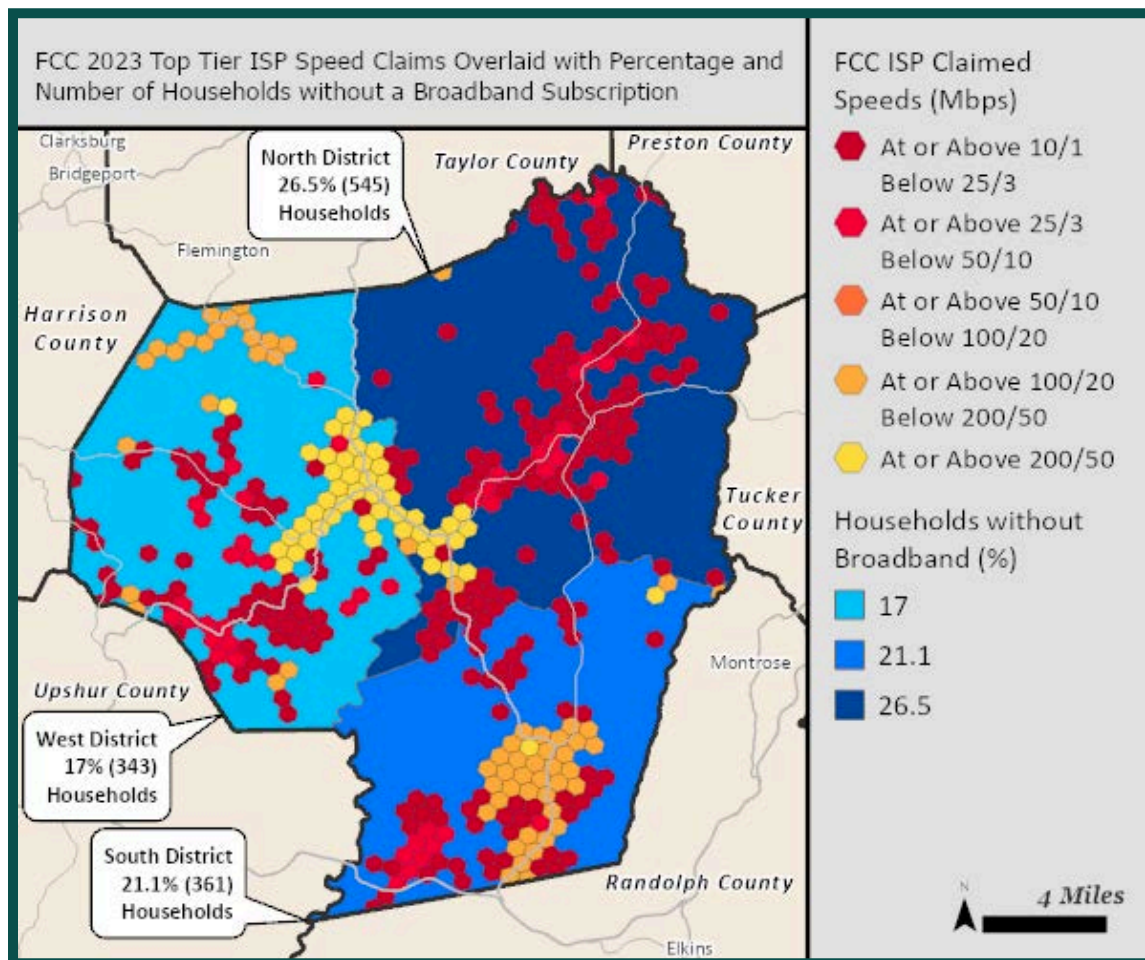 FCC 2023 Top Tier ISP Speed Claims Overlaid with Percentage and
Number of Households without a Broadband Subscription
Clarksburg
Bridgeport
North District
26.5% (545)
Households
Taylor County
Preston County
Flemington
Harrison
County
Tucker
County
Montrose
Upshur County
West District
17% (343)
Households
South District
21.1% (361)
Households
Randolph County
Elkins
FCC ISP Claimed
Speeds (Mbps)
At or Above 10/1
Below 25/3
At or Above 25/3
Below 50/10
At or Above 50/10
Below 100/20
At or Above 100/20
Below 200/50
At or Above 200/50
Households without
Broadband (%)
17
21.1
26.5
N
4 Miles